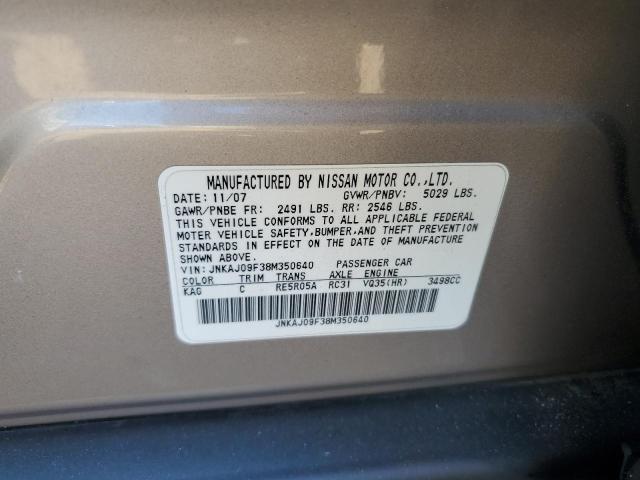 MANUFACTURED BY NISSAN MOTOR CO.,LTD.
DATE: 11/07 GVWR/PNBV: 5029 LBS.
GAWR/PNBE FR: 2491 LBS. RR: 2546 LBS.
THIS VEHICLE CONFORMS TO ALL APPLICABLE FEDERAL
MOTOR VEHICLE SAFETY,BUMPER,AND THEFT PREVENTION
STANDARDS IN EFFECT ON THE DATE OF MANUFACTURE
SHOWN ABOVE.
VIN: JNKAJ09F38M350640 PASSENGER CAR
COLOR TRIM TRANS AXLE ENGINE
KAG C RE5R05A RC31 VQ35(HR) 3498CC
JNKAJ09F38M350640